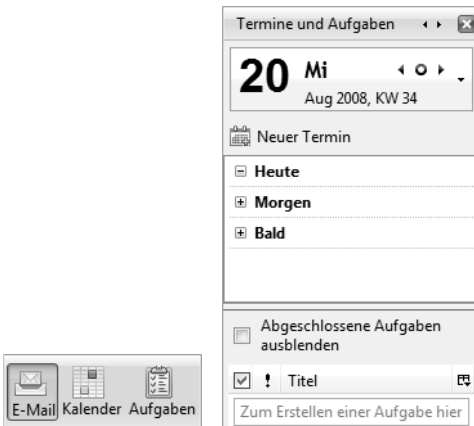 Termine und Aufgaben
20 Mi
Aug 2008, KW 34
Neuer Termin
Heute
Morgen
Bald
Abgeschlossene Aufgaben
ausblenden
! Titel
Zum Erstellen einer Aufgabe hier
E-Mail Kalender Aufgaben